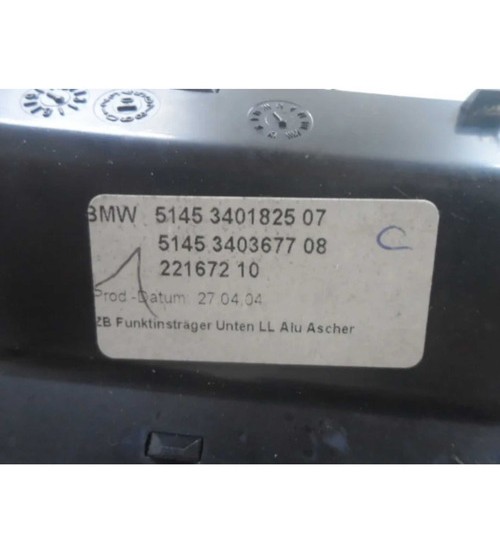 BMW 5145 3401825 07
5145 3403677 08
C
221672 10
Prod.-Datum 27.04.04
ZB Funktinsträger Unten LL Alu Ascher